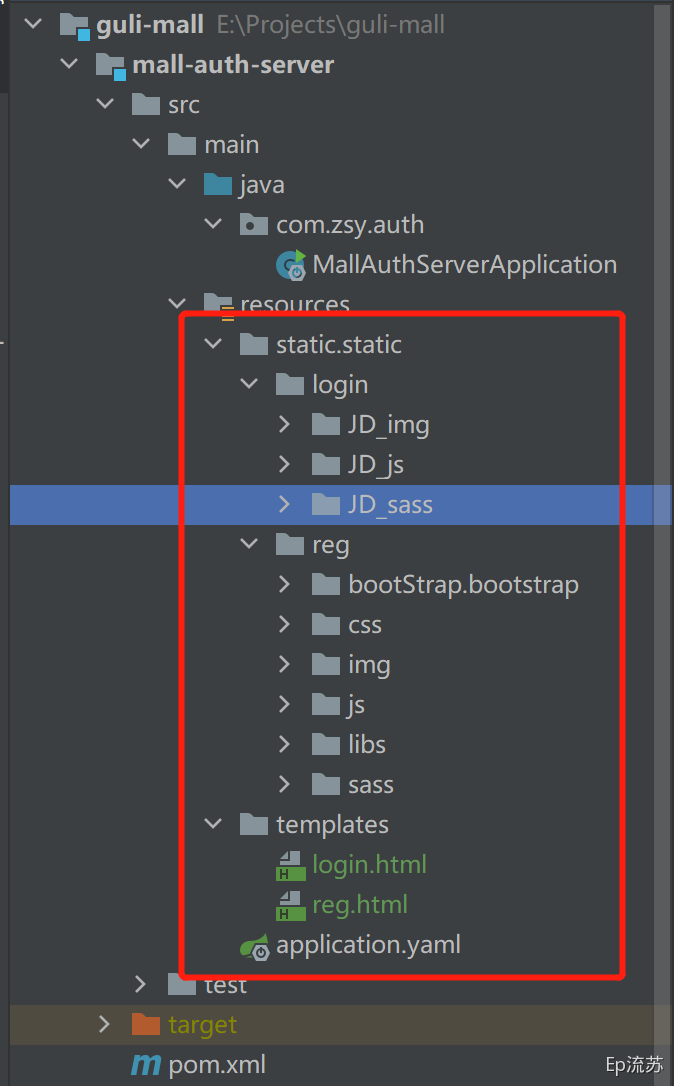 guli-mall E:\Projects\guli-mall
mall-auth-server
src
main
java
com.zsy.auth
MallAuthServerApplication
resources
static.static
login
JD_img
JD_js
JD_sass
reg
bootStrap.bootstrap
css
img
js
libs
sass
templates
login.html
reg.html
application.yaml
test
target
pom.xml
Ep流苏